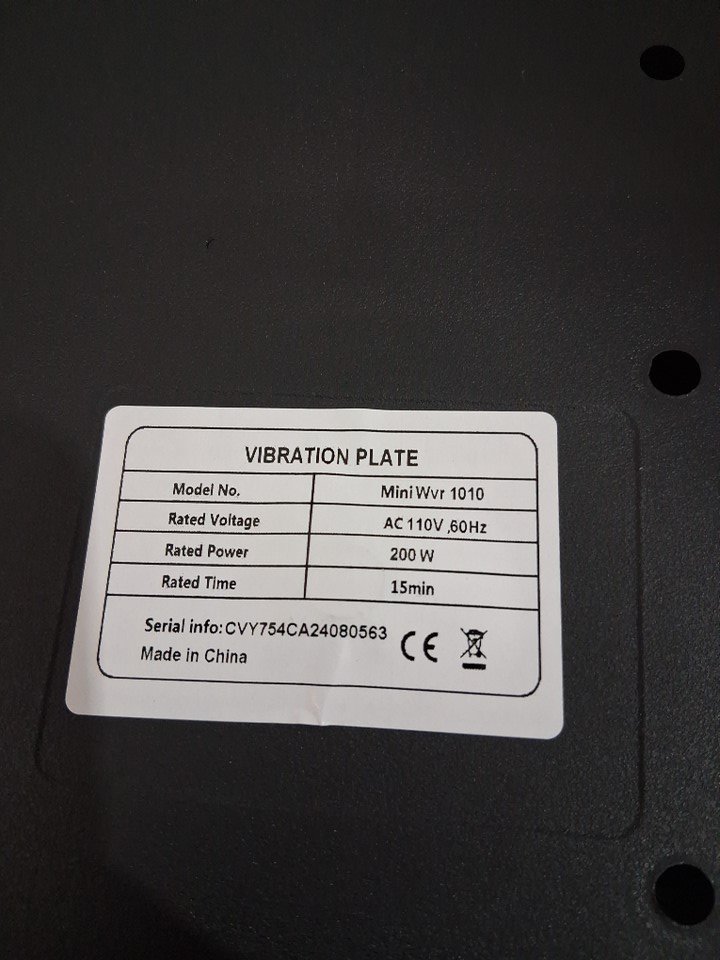 VIBRATION PLATE
Model No. Mini Wvr 1010
Rated Voltage AC 110V ,60Hz
Rated Power 200 W
Rated Time 15min
Serial info: CVY754CA24080563
Made in China
CE